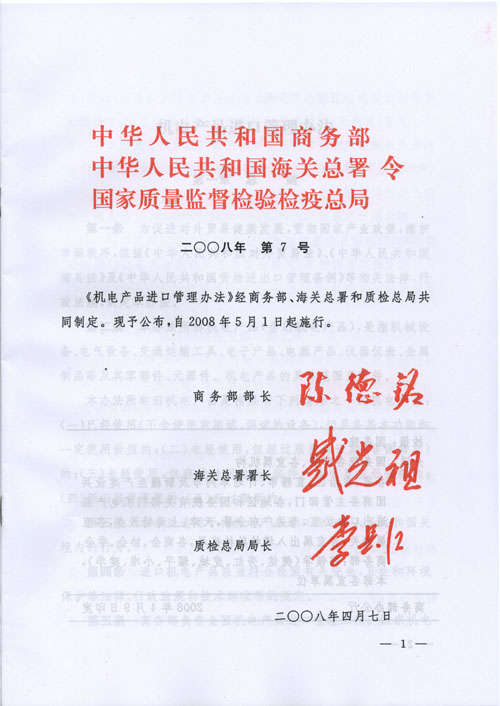 中华人民共和国商务部
中华人民共和国海关总署 令
国家质量监督检验检疫总局
二〇〇八年 第 7 号
《机电产品进口管理办法》经商务部、海关总署和质检总局共
同制定。现予公布,自 2008 年 5 月 1 日起施行。
商务部部长 陈德铭
海关总署署长 盛光祖
质检总局局长 李长江
二〇〇八年四月七日
— 1 —